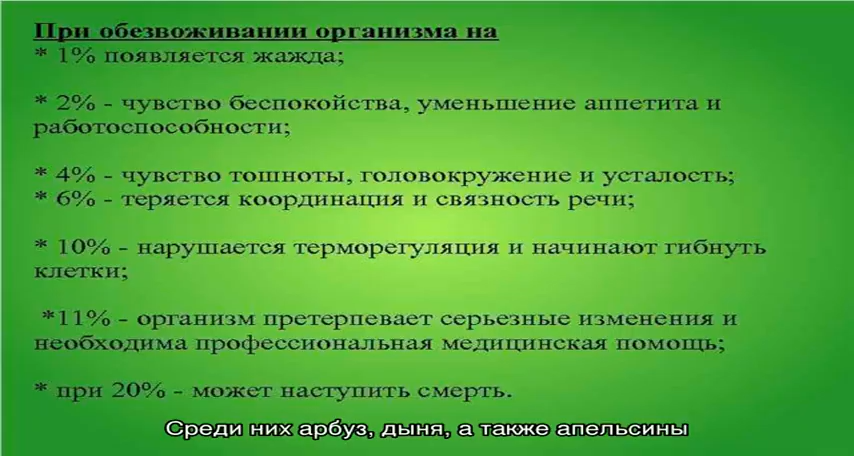 При обезвоживании организма на
* 1% появляется жажда;
* 2% - чувство беспокойства, уменьшение аппетита и
работоспособности;
* 4% - чувство тошноты, головокружение и усталость;
* 6% - теряется координация и связность речи;
* 10% - нарушается терморегуляция и начинают гибнуть
клетки;
*11% - организм претерпевает серьезные изменения и
необходима профессиональная медицинская помощь;
* при 20% - может наступить смерть.
Среди них арбуз, дыня, а также апельсины